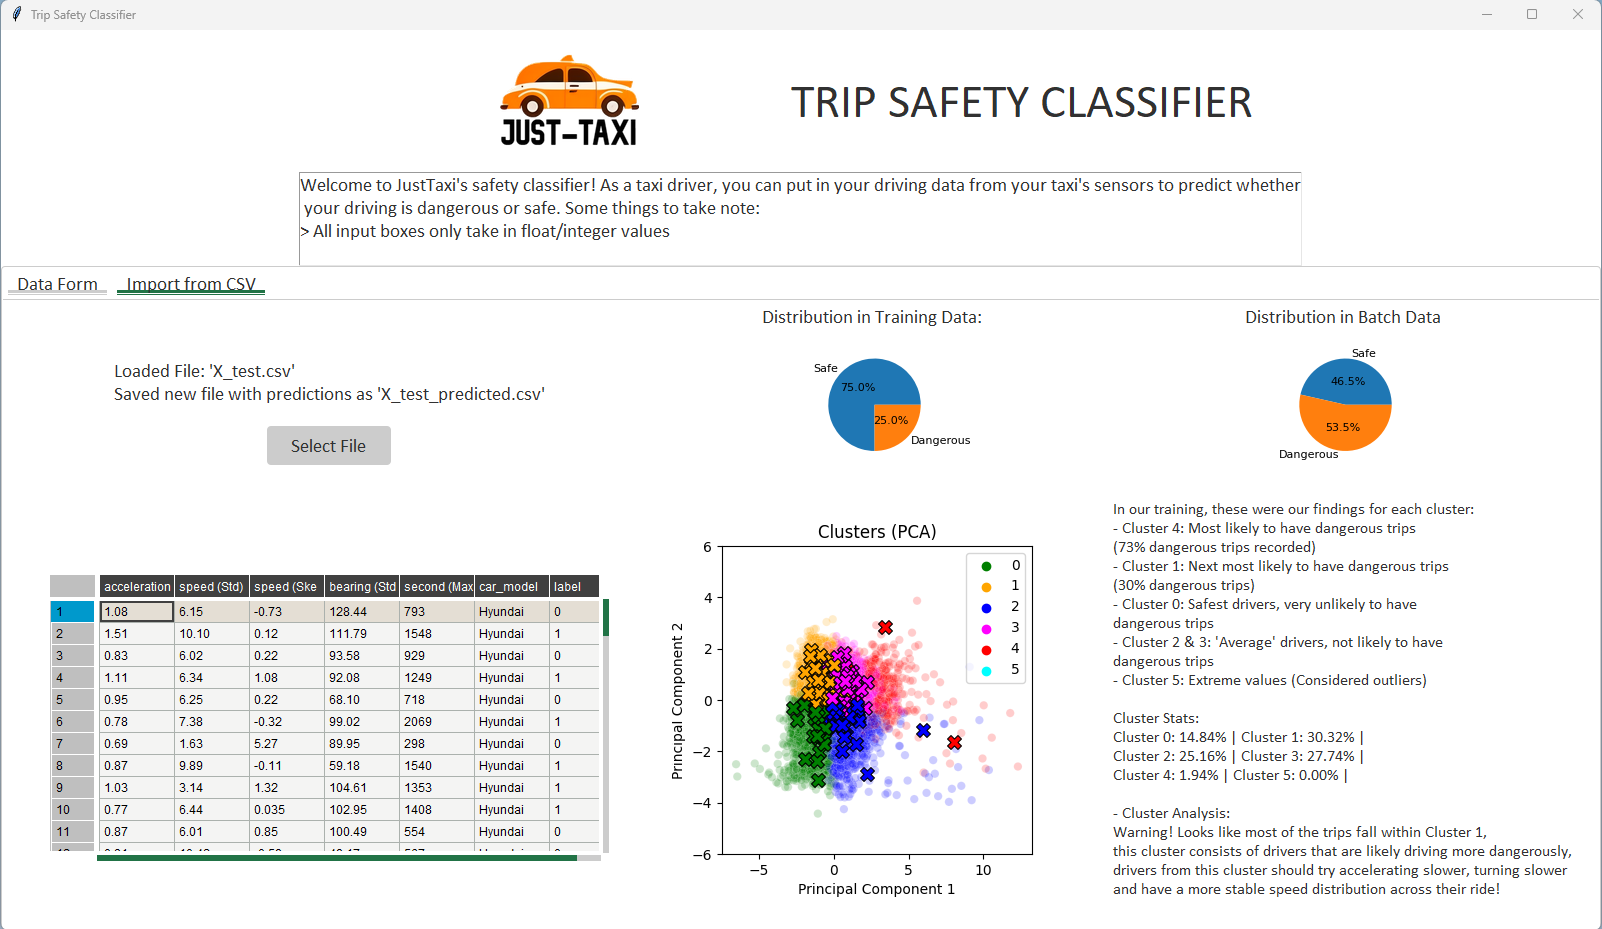 Trip Safety Classifier
JUST-TAXI
TRIP SAFETY CLASSIFIER
Welcome to JustTaxi's safety classifier! As a taxi driver, you can put in your driving data from your taxi's sensors to predict whether
your driving is dangerous or safe. Some things to take note:
> All input boxes only take in float/integer values
Data Form Import from CSV
Loaded File: 'X_test.csv'
Saved new file with predictions as 'X_test_predicted.csv'
Select File
Distribution in Training Data:
Safe
75.0%
25.0%
Dangerous
Distribution in Batch Data
Safe
46.5%
53.5%
Dangerous
acceleration speed (Std) speed (Ske bearing (Std second (Max car_model label
1 1.08 6.15 -0.73 128.44 793 Hyundai 0
2 1.51 10.10 0.12 111.79 1548 Hyundai 1
3 0.83 6.02 0.22 93.58 929 Hyundai 0
4 1.11 6.34 1.08 92.08 1249 Hyundai 1
5 0.95 6.25 0.22 68.10 718 Hyundai 0
6 0.78 7.38 -0.32 99.02 2069 Hyundai 1
7 0.69 1.63 5.27 89.95 298 Hyundai 0
8 0.87 9.89 -0.11 59.18 1540 Hyundai 1
9 1.03 3.14 1.32 104.61 1353 Hyundai 1
10 0.77 6.44 0.035 102.95 1408 Hyundai 1
11 0.87 6.01 0.85 100.49 554 Hyundai 0
Clusters (PCA)
Principal Component 2
6
4
2
0
−2
−4
−6
−5 0 5 10
Principal Component 1
0
1
2
3
4
5
In our training, these were our findings for each cluster:
- Cluster 4: Most likely to have dangerous trips
(73% dangerous trips recorded)
- Cluster 1: Next most likely to have dangerous trips
(30% dangerous trips)
- Cluster 0: Safest drivers, very unlikely to have
dangerous trips
- Cluster 2 & 3: 'Average' drivers, not likely to have
dangerous trips
- Cluster 5: Extreme values (Considered outliers)
Cluster Stats:
Cluster 0: 14.84% | Cluster 1: 30.32% |
Cluster 2: 25.16% | Cluster 3: 27.74% |
Cluster 4: 1.94% | Cluster 5: 0.00% |
- Cluster Analysis:
Warning! Looks like most of the trips fall within Cluster 1,
this cluster consists of drivers that are likely driving more dangerously,
drivers from this cluster should try accelerating slower, turning slower
and have a more stable speed distribution across their ride!